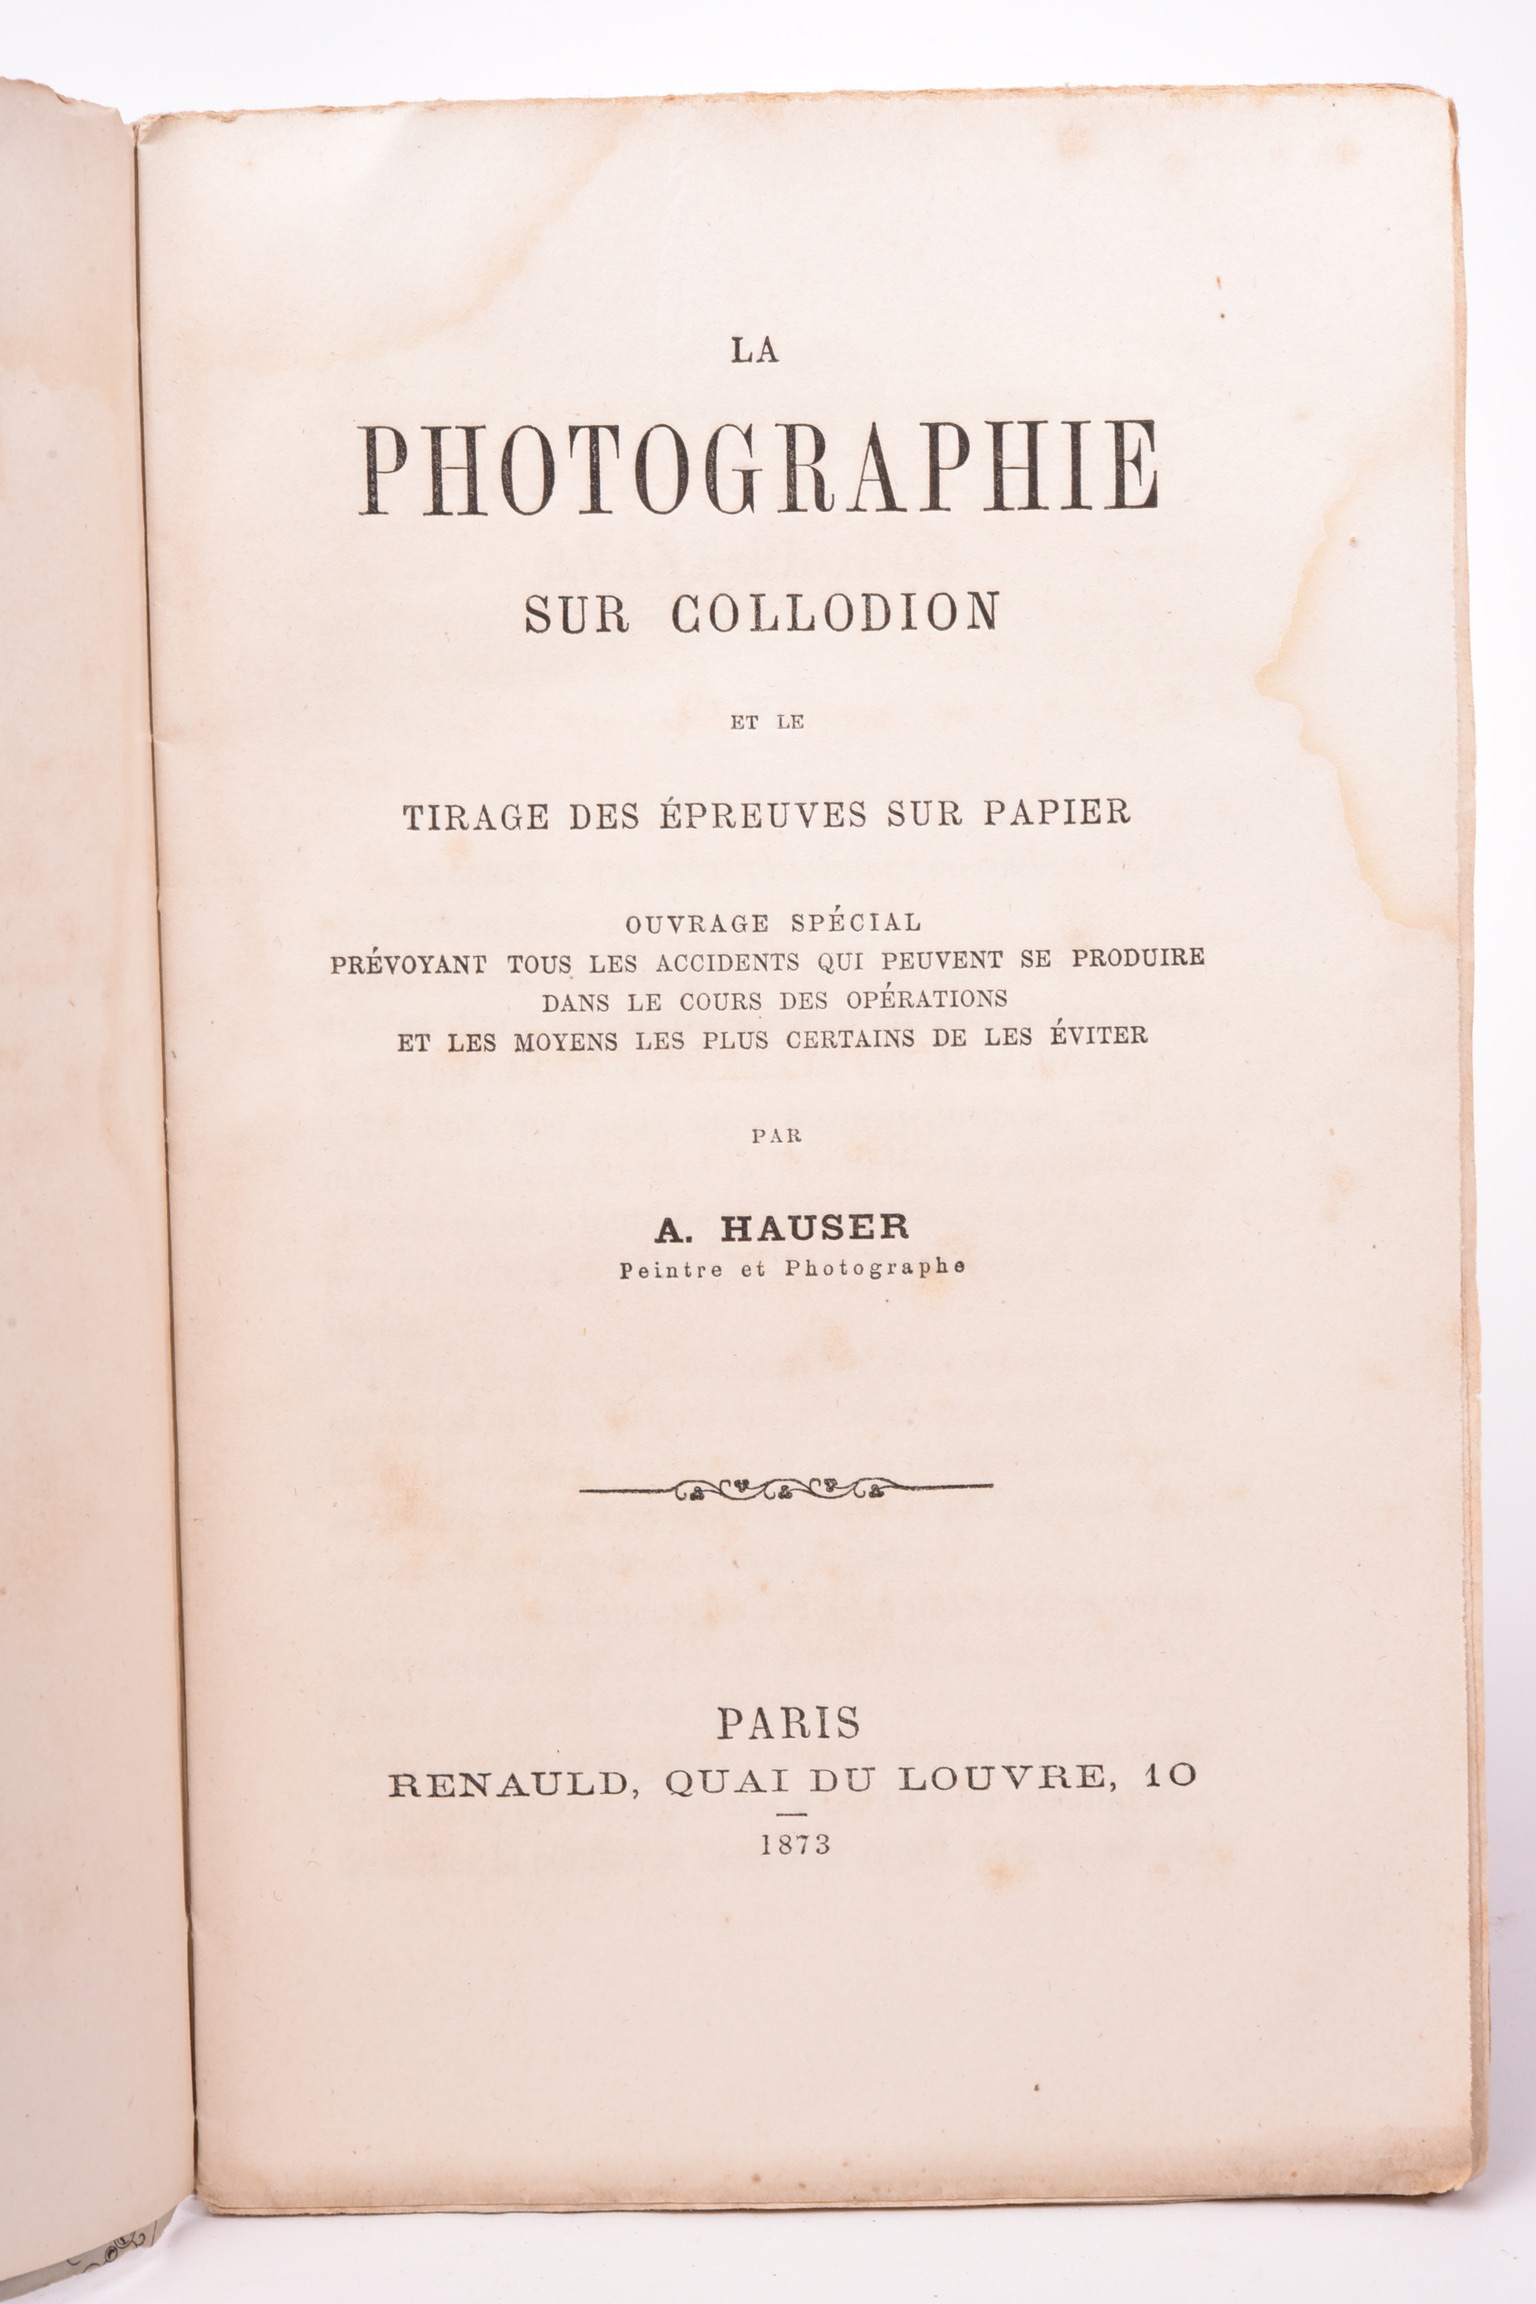 LA
PHOTOGRAPHIE
SUR COLLODION
ET LE
TIRAGE DES ÉPREUVES SUR PAPIER
OUVRAGE SPÉCIAL
PRÉVOYANT TOUS LES ACCIDENTS QUI PEUVENT SE PRODUIRE
DANS LE COURS DES OPÉRATIONS
ET LES MOYENS LES PLUS CERTAINS DE LES ÉVITER
PAR
A. HAUSER
Peintre et Photographe
PARIS
RENAULD, QUAI DU LOUVRE, 10
1873